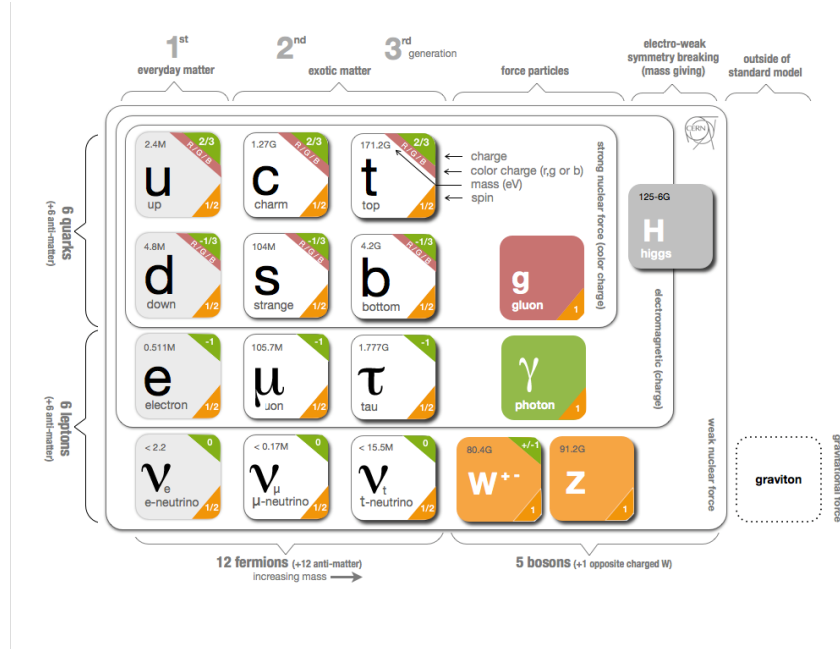 1st
2nd
3rd generation
everyday matter
exotic matter
force particles
electro-weak
symmetry breaking
(mass giving)
outside of
standard model
6 quarks
(+6 anti-matter)
2.4M
2/3
R/G/B
u
up
1/2
1.27G
2/3
R/G/B
c
charm
1/2
171.2G
2/3
R/G/B
t
top
1/2
charge
color charge (r,g or b)
mass (eV)
spin
strong nuclear force (color charge)
CERN
125-6G
H
higgs
4.8M
-1/3
R/G/B
d
down
1/2
104M
-1/3
R/G/B
s
strange
1/2
4.2G
-1/3
R/G/B
b
bottom
1/2
g
gluon
1
electromagnetic (charge)
6 leptons
(+6 anti-matter)
0.511M
-1
e
electron
1/2
105.7M
-1
μ
uon
1/2
1.777G
-1
τ
tau
1/2
γ
photon
1
weak nuclear force
< 2.2
0
νe
e-neutrino
1/2
< 0.17M
0
νμ
μ-neutrino
1/2
< 15.5M
0
νt
t-neutrino
1/2
80.4G
+/-1
W+-
1
91.2G
Z
1
graviton
gravitational force
12 fermions (+12 anti-matter)
increasing mass
5 bosons (+1 opposite charged W)